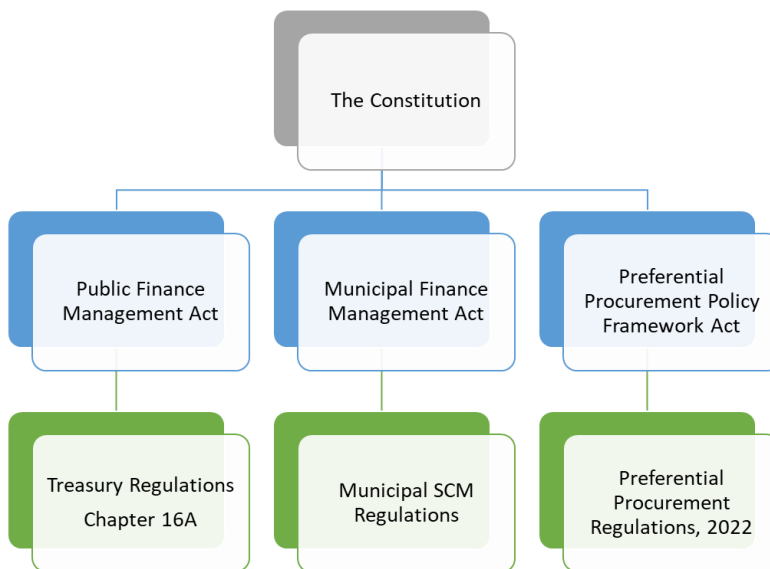 The Constitution
Public Finance
Management Act
Municipal Finance
Management Act
Preferential
Procurement Policy
Framework Act
Treasury Regulations
Chapter 16A
Municipal SCM
Regulations
Preferential
Procurement
Regulations, 2022